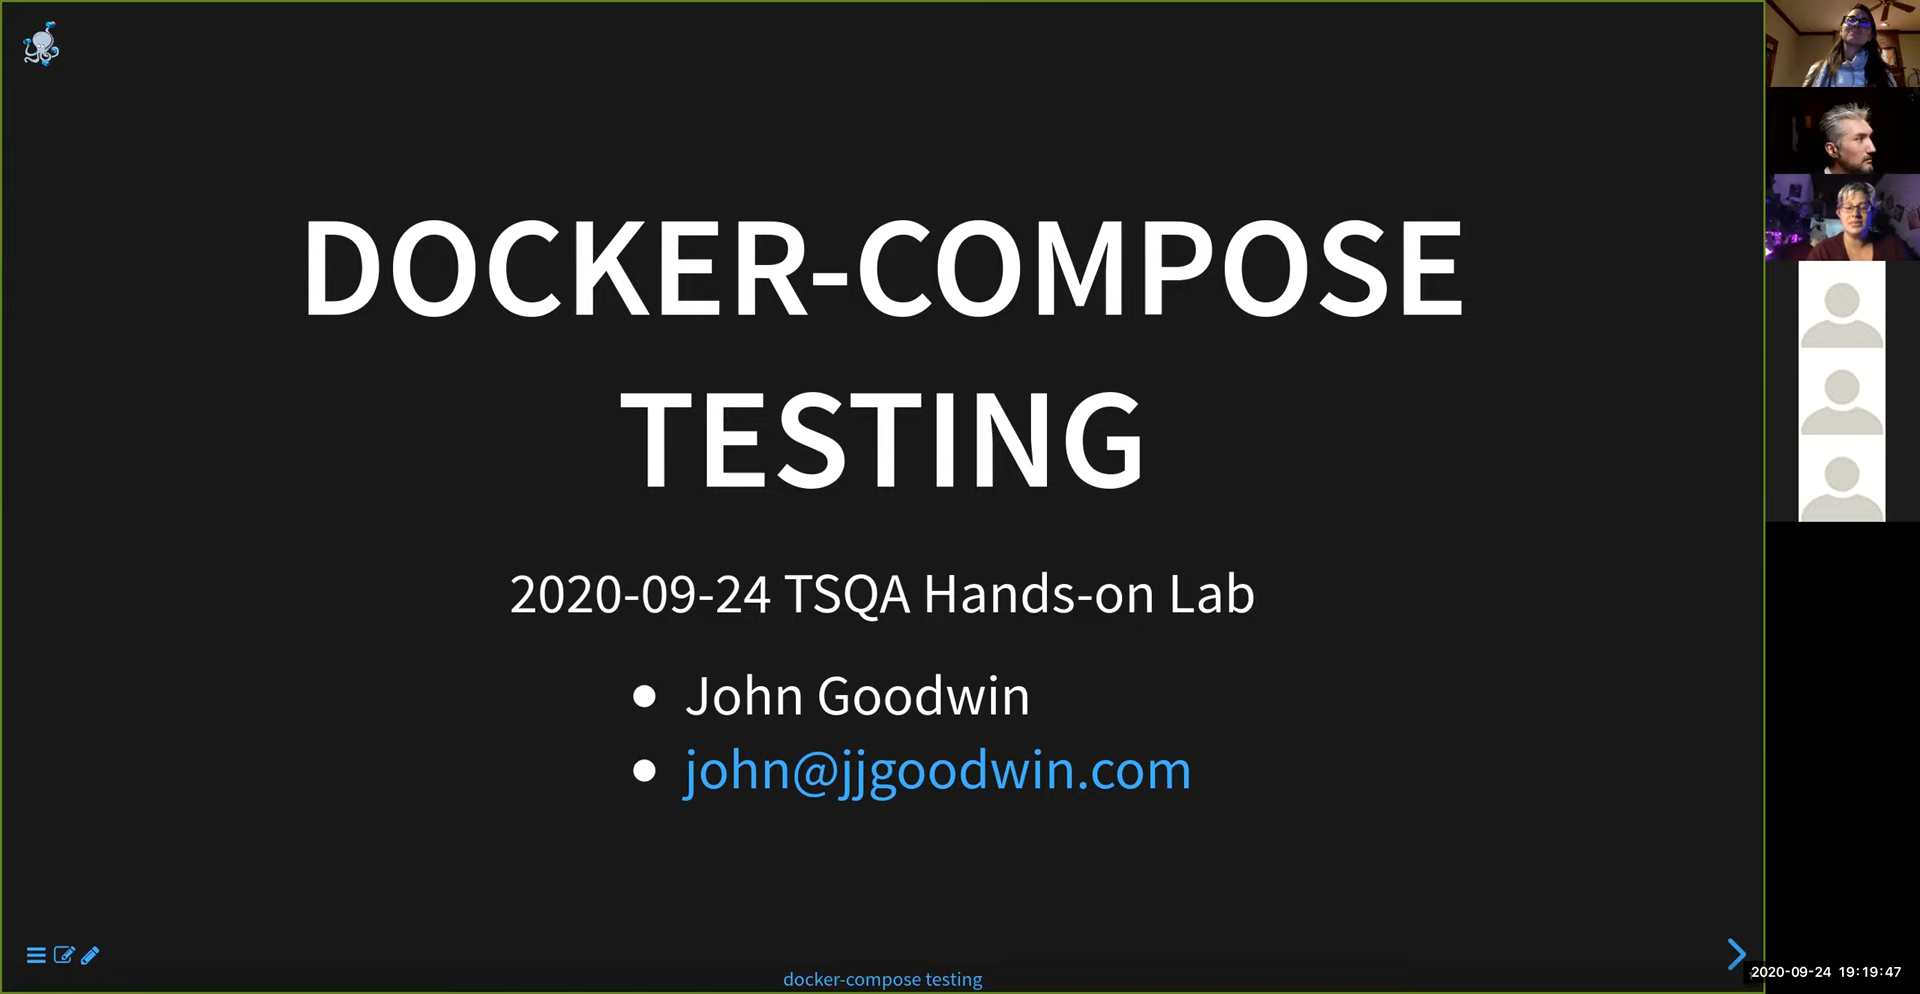 DOCKER-COMPOSE
TESTING
2020-09-24 TSQA Hands-on Lab
John Goodwin
john@jjgoodwin.com
docker-compose testing
2020-09-24 19:19:47